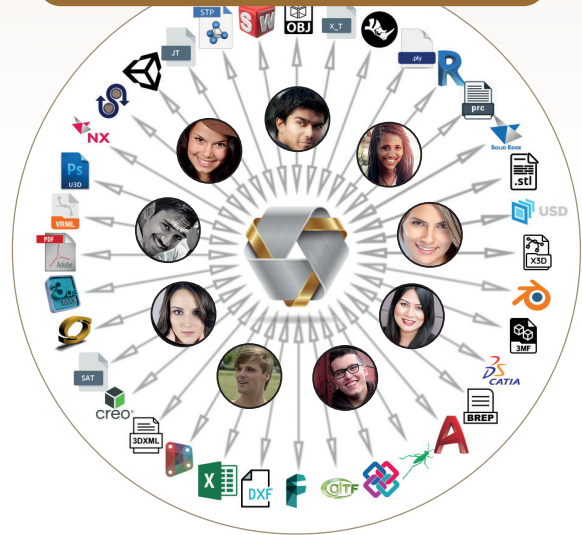 STP
SW
OBJ
X_T
JT
.ply
R
prc
NX
SOLID EDGE
Ps
U3D
.stl
VRML
USD
PDF
Adobe
X3D
3MF
SAT
CATIA
creo
BREP
3DXML
A
X
DXF
F
glTF